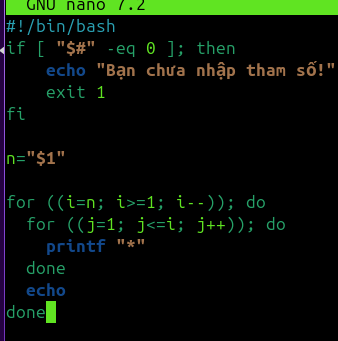 GNU nano 7.2
#!/bin/bash
if [ "$#" -eq 0 ]; then
    echo "Bạn chưa nhập tham số!"
    exit 1
fi

n="$1"

for ((i=n; i>=1; i--)); do
  for ((j=1; j<=i; j++)); do
    printf "*"
  done
  echo
done